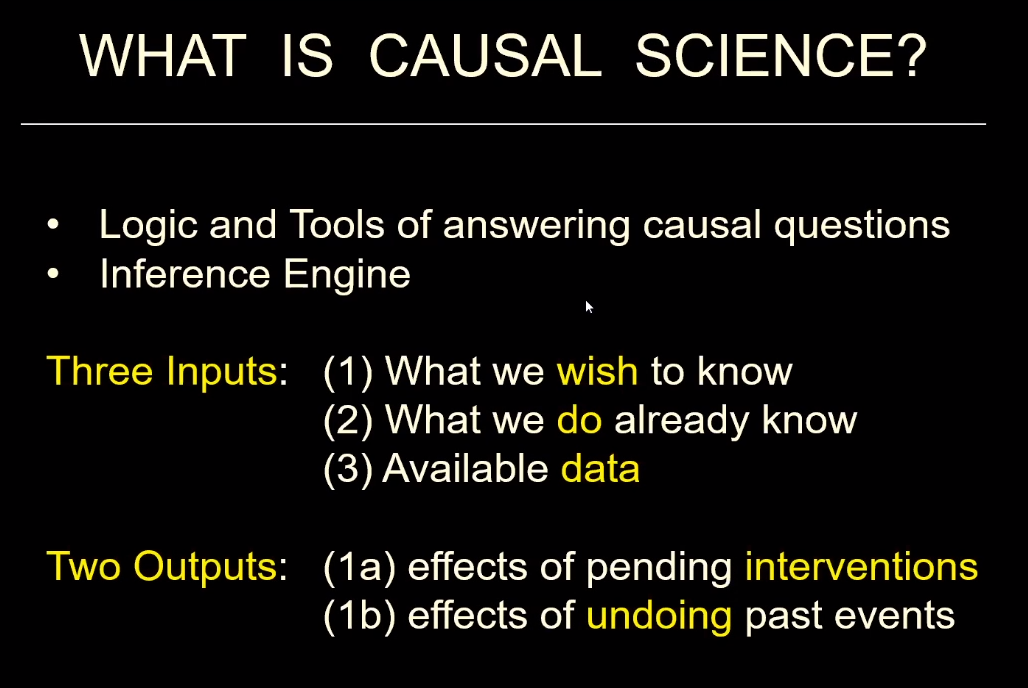 WHAT IS CAUSAL SCIENCE?
• Logic and Tools of answering causal questions
• Inference Engine
Three Inputs: (1) What we wish to know
(2) What we do already know
(3) Available data
Two Outputs: (1a) effects of pending interventions
(1b) effects of undoing past events